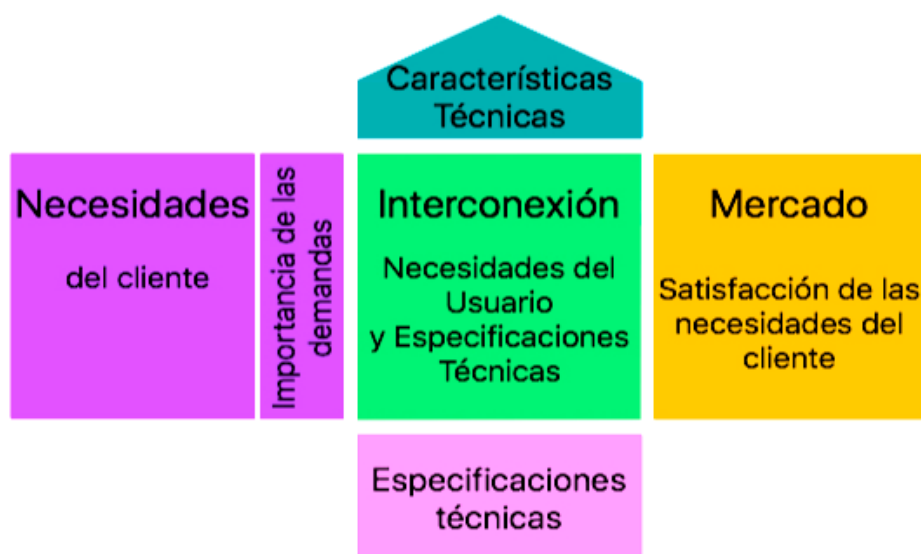 Características
Técnicas
Necesidades
del cliente
Importancia de las
demandas
Interconexión
Necesidades del
Usuario
y Especificaciones
Técnicas
Mercado
Satisfacción de las
necesidades del
cliente
Especificaciones
técnicas